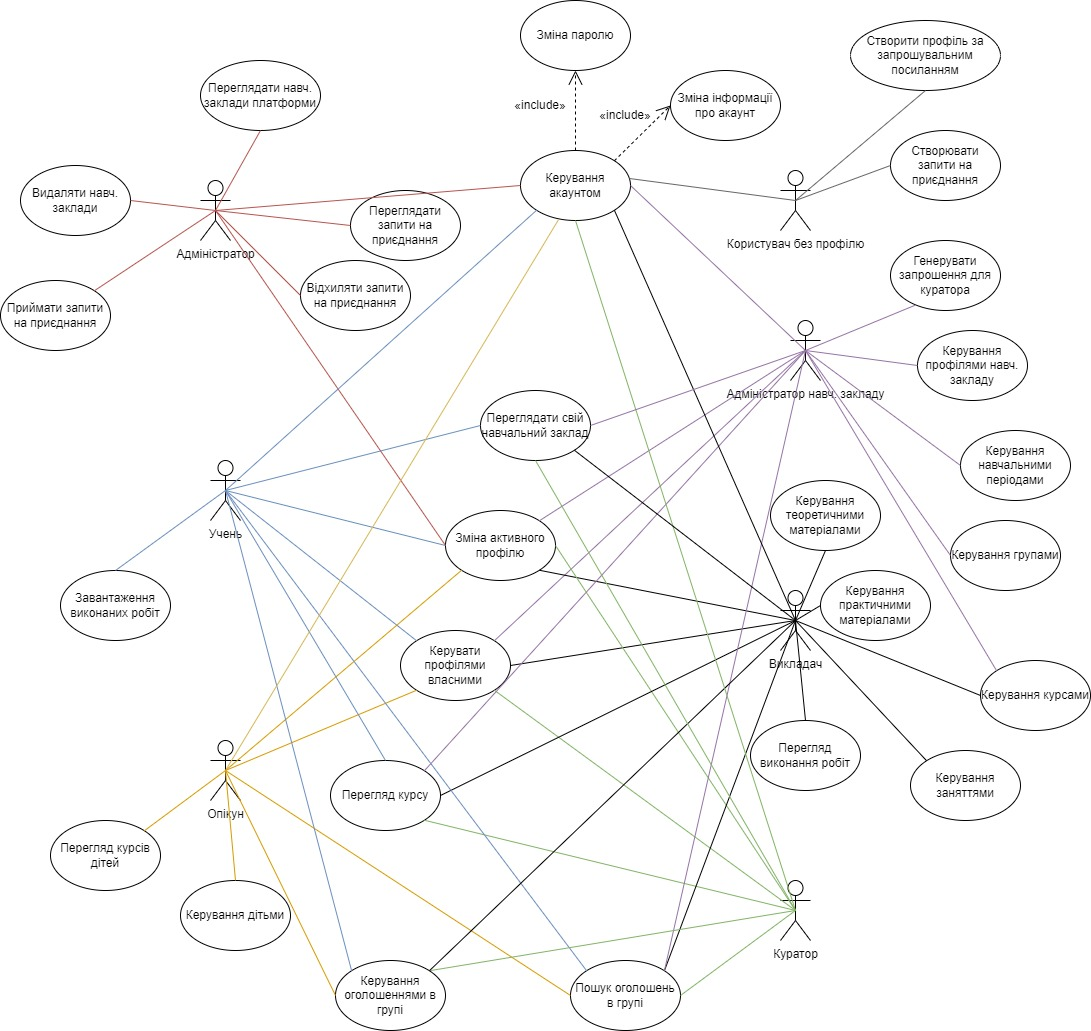 Зміна паролю
Створити профіль за
запрошувальним
посиланням
Переглядати навч.
заклади платформи
«include»
«include»
Зміна інформації
про акаунт
Створювати
запити на
приєднання
Керування
акаунтом
Видаляти навч.
заклади
Переглядати
запити на
приєднання
Адміністратор
Користувач без профілю
Генерувати
запрошення для
куратора
Відхиляти запити
на приєднання
Приймати запити
на приєднання
Керування
профілями навч.
закладу
Адміністратор навч. закладу
Переглядати свій
навчальний заклад
Керування
навчальними
періодами
Керування
теоретичними
матеріалами
Учень
Зміна активного
профілю
Керування групами
Завантаження
виконаних робіт
Керування
практичними
матеріалами
Керувати
профілями
власними
Викладач
Керування курсами
Перегляд
виконання робіт
Керування
заняттями
Перегляд курсу
Опікун
Перегляд курсів
дітей
Керування дітьми
Куратор
Керування
оголошеннями в
групі
Пошук оголошень
в групі